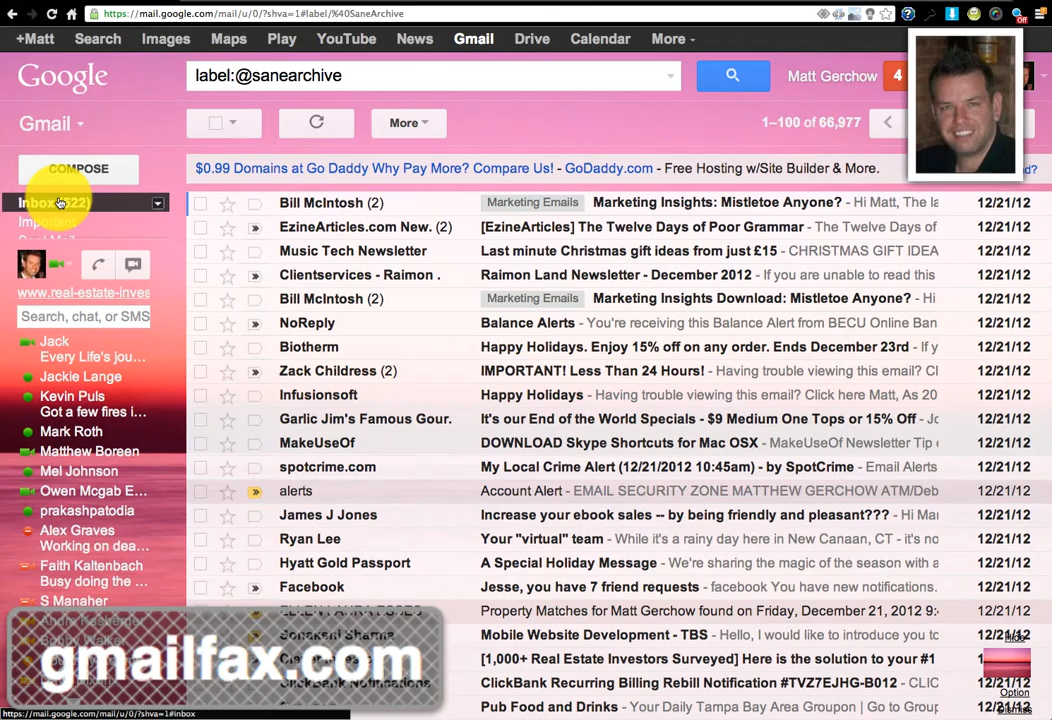 https://mail.google.com/mail/u/0/?shva=1#label/%40SaneArchive
Off
+Matt Search Images Maps Play YouTube News Gmail Drive Calendar More
Google label:@sanearchive Matt Gerchow 4
Gmail More 1–100 of 66,977
COMPOSE
$0.99 Domains at Go Daddy Why Pay More? Compare Us! - GoDaddy.com - Free Hosting w/Site Builder & More.
Inbox
Important
www.real-estate-inves
Search, chat, or SMS
Jack
Every Life's jou...
Jackie Lange
Kevin Puls
Got a few fires i...
Mark Roth
Matthew Boreen
Mel Johnson
Owen Mcgab E...
prakashpatodia
Alex Graves
Working on dea...
Faith Kaltenbach
Busy doing the ...
S Manaher
Bill McIntosh (2) Marketing Emails Marketing Insights: Mistletoe Anyone? - Hi Matt, The la 12/21/12
EzineArticles.com New. (2) [EzineArticles] The Twelve Days of Poor Grammar - The Twelve Days of 12/21/12
Music Tech Newsletter Last minute Christmas gift ideas from just £15 - CHRISTMAS GIFT IDEA 12/21/12
Clientservices - Raimon . Raimon Land Newsletter - December 2012 - If you are unable to read this 12/21/12
Bill McIntosh (2) Marketing Emails Marketing Insights Download: Mistletoe Anyone? - Hi 12/21/12
NoReply Balance Alerts - You're receiving this Balance Alert from BECU Online Ban 12/21/12
Biotherm Happy Holidays. Enjoy 15% off on any order. Ends December 23rd - If y 12/21/12
Zack Childress (2) IMPORTANT! Less Than 24 Hours! - Having trouble viewing this email? C 12/21/12
Infusionsoft Happy Holidays - Having trouble viewing this email? Click here Matt, As 20 12/21/12
Garlic Jim's Famous Gour. It's our End of the World Specials - $9 Medium One Tops or 15% Off - Jo 12/21/12
MakeUseOf DOWNLOAD Skype Shortcuts for Mac OSX - MakeUseOf Newsletter Tip o 12/21/12
spotcrime.com My Local Crime Alert (12/21/2012 10:45am) - by SpotCrime - Email Alerts 12/21/12
alerts Account Alert - EMAIL SECURITY ZONE MATTHEW GERCHOW ATM/Deb 12/21/12
James J Jones Increase your ebook sales -- by being friendly and pleasant??? - Hi Mar 12/21/12
Ryan Lee Your "virtual" team - While it's a rainy day here in New Canaan, CT - it's no 12/21/12
Hyatt Gold Passport A Special Holiday Message - We're sharing the magic of the season with a 12/21/12
Facebook Jesse, you have 7 friend requests - facebook You have new notifications. 12/21/12
Property Matches for Matt Gerchow found on Friday, December 21, 2012 9: 12/21/12
Sonakshi Sharma Mobile Website Development - TBS - Hello, I would like to introduce you to 12/21/12
[1,000+ Real Estate Investors Surveyed] Here is the solution to your #1
ClickBank Notifications ClickBank Recurring Billing Rebill Notification #TVZ7EJHG-B012 - An order
Pub Food and Drinks - Your Daily Tampa Bay Area Groupon | Go to Group 12/21/12
Hide
Option
Dismiss
gmailfax.com
https://mail.google.com/mail/u/0/?shva=1#inbox